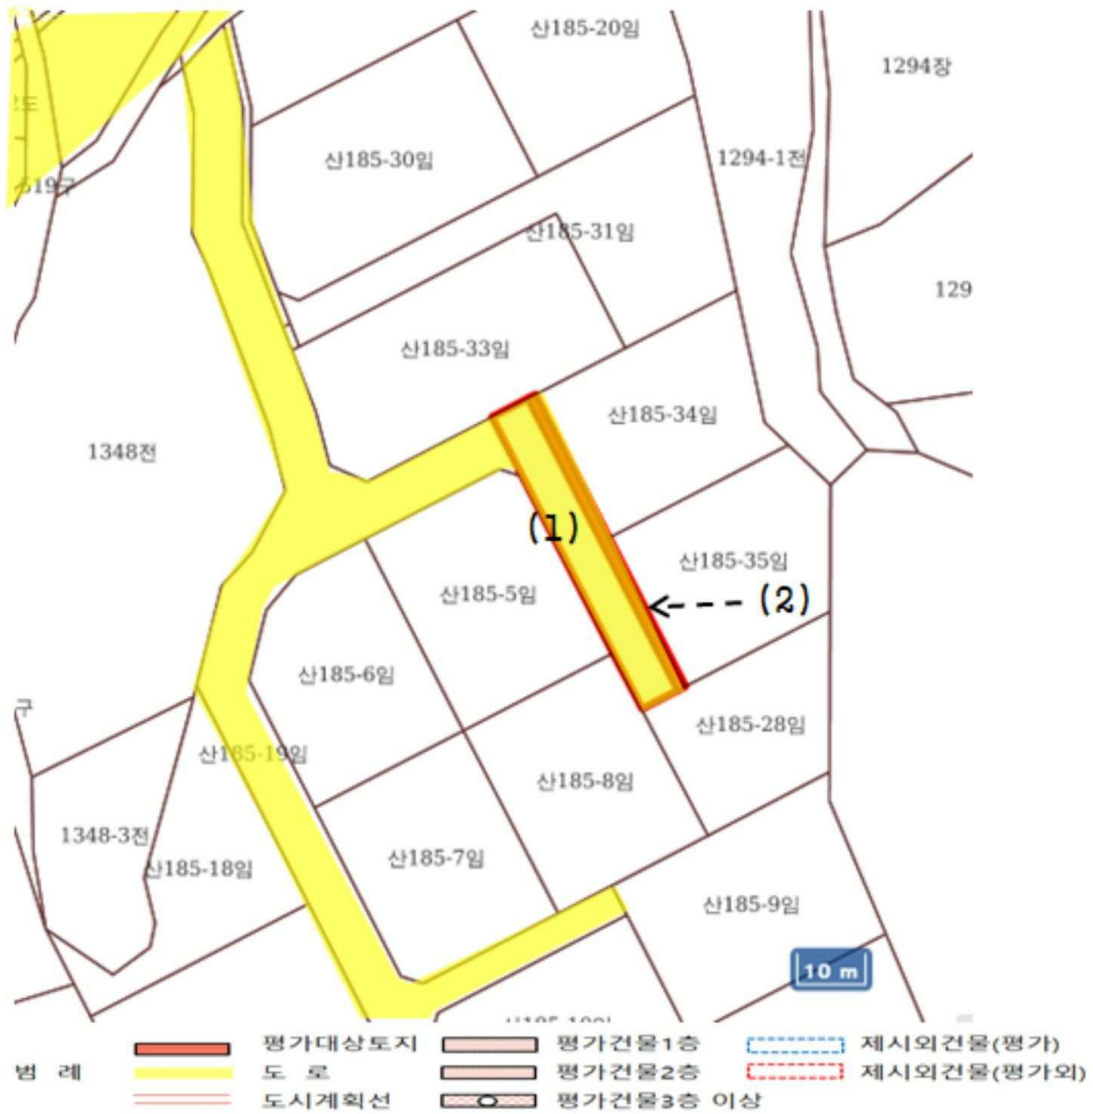 산185-20임
1294장
산185-30임
1294-1전
519구
산185-31임
129
산185-33임
산185-34임
1348전
(1)
산185-35임
산185-5임
(2)
산185-6임
구
산185-28임
산185-19임
산185-8임
1348-3전
산185-7임
산185-18임
산185-9임
10 m
범 례
평가대상토지
평가건물1층
제시외건물(평가)
도 로
평가건물2층
제시외건물(평가외)
도시계획선
평가건물3층 이상